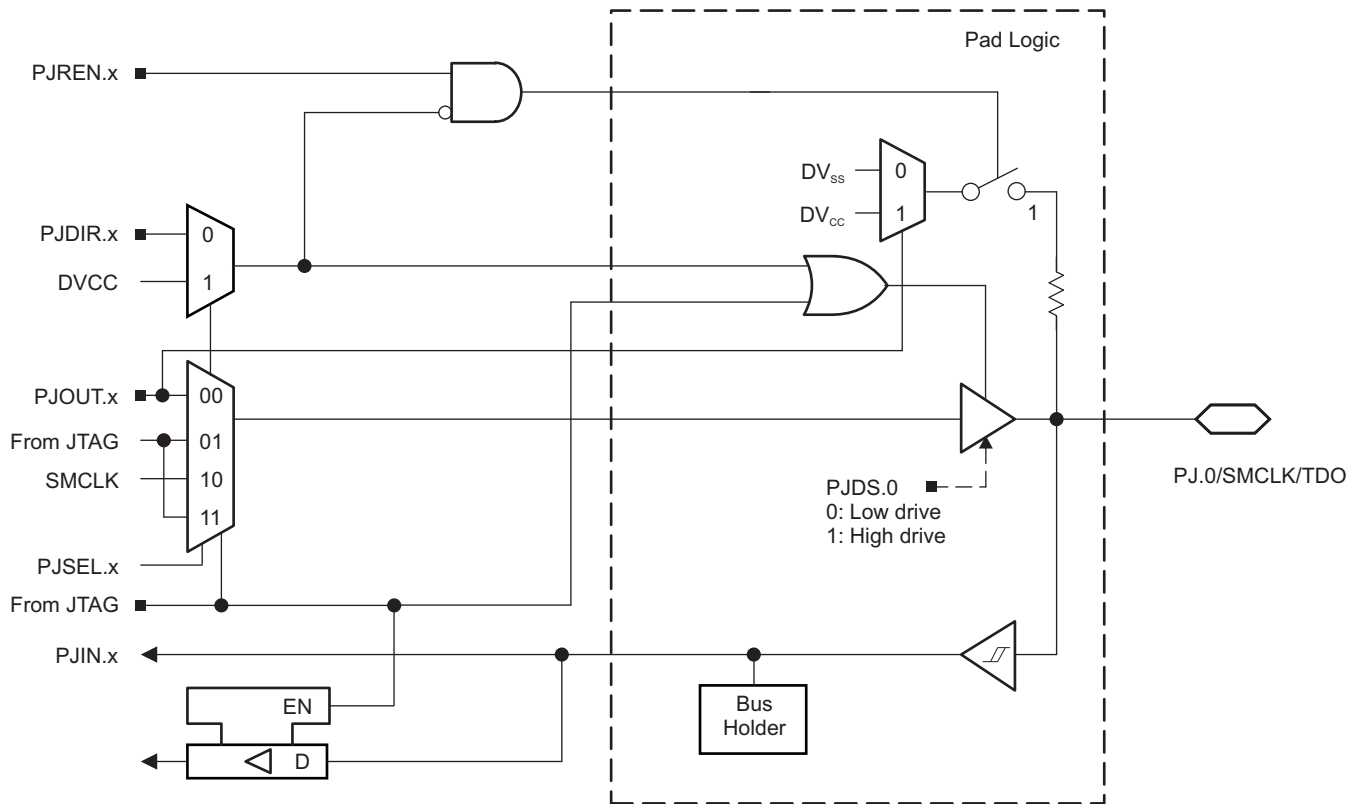 Pad Logic
PJREN.x
DVSS
0
DVCC
1
1
PJDIR.x
0
DVCC
1
PJOUT.x
00
From JTAG
01
SMCLK
10
11
PJDS.0
0: Low drive
1: High drive
PJ.0/SMCLK/TDO
PJSEL.x
From JTAG
PJIN.x
EN
D
Bus
Holder